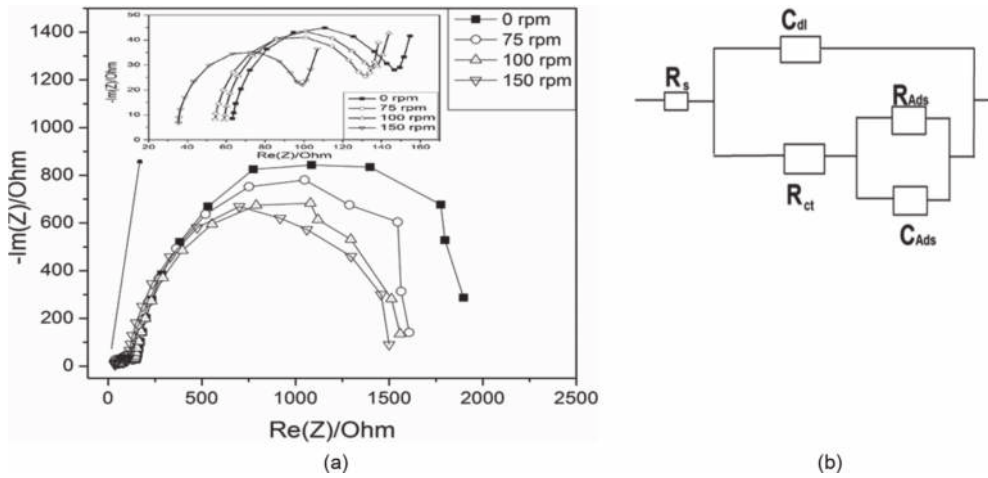 1400
1200
1000
800
600
400
200
0
-Im(Z)/Ohm
0 500 1000 1500 2000 2500
Re(Z)/Ohm
50
40
30
20
10
0
-Im(Z)/Ohm
20 40 60 80 100 120 140 160
Re(Z)/Ohm
0 rpm
75 rpm
100 rpm
150 rpm
0 rpm
75 rpm
100 rpm
150 rpm
(a)
Cdl
Rs
RAds
Rct
CAds
(b)